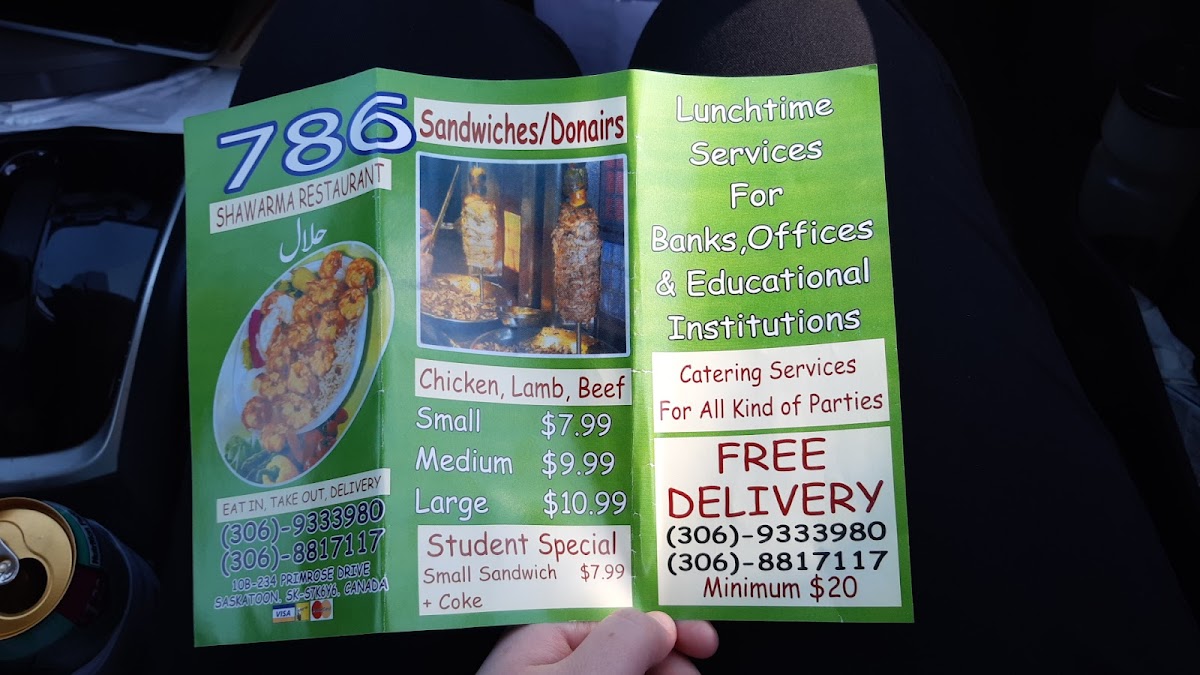 786
SHAWARMA RESTAURANT
حلال
EAT IN, TAKE OUT, DELIVERY
(306)-9333980
(306)-8817117
10B-234 PRIMROSE DRIVE
SASKATOON, SK-S7K6Y6, CANADA
VISA
Sandwiches/Donairs
Chicken, Lamb, Beef
Small $7.99
Medium $9.99
Large $10.99
Student Special
Small Sandwich $7.99
+ Coke
Lunchtime
Services
For
Banks,Offices
& Educational
Institutions
Catering Services
For All Kind of Parties
FREE
DELIVERY
(306)-9333980
(306)-8817117
Minimum $20